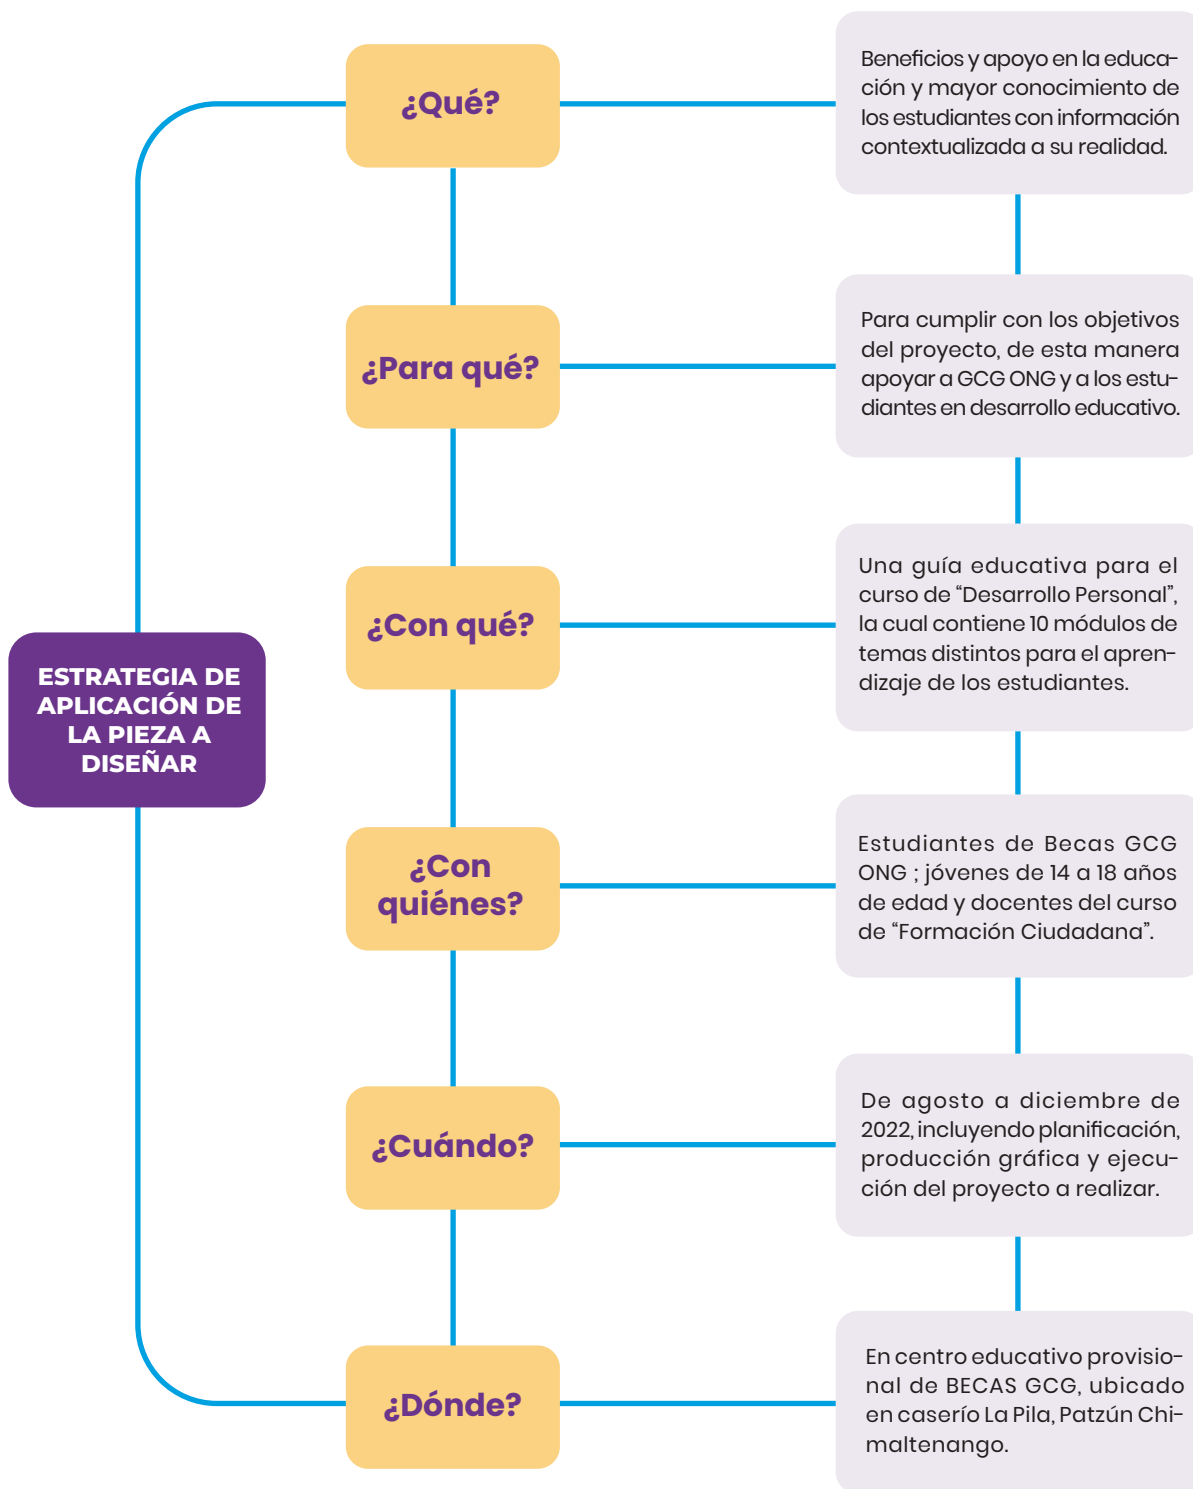 ¿Qué?
Beneficios y apoyo en la educa-
ción y mayor conocimiento de
los estudiantes con información
contextualizada a su realidad.
¿Para qué?
Para cumplir con los objetivos
del proyecto, de esta manera
apoyar a GCG ONG y a los estu-
diantes en desarrollo educativo.
¿Con qué?
Una guía educativa para el
curso de “Desarrollo Personal”,
la cual contiene 10 módulos de
temas distintos para el apren-
dizaje de los estudiantes.
ESTRATEGIA DE
APLICACIÓN DE
LA PIEZA A
DISEÑAR
¿Con
quiénes?
Estudiantes de Becas GCG
ONG ; jóvenes de 14 a 18 años
de edad y docentes del curso
de “Formación Ciudadana”.
¿Cuándo?
De agosto a diciembre de
2022, incluyendo planificación,
producción gráfica y ejecu-
ción del proyecto a realizar.
¿Dónde?
En centro educativo provisio-
nal de BECAS GCG, ubicado
en caserío La Pila, Patzún Chi-
maltenango.